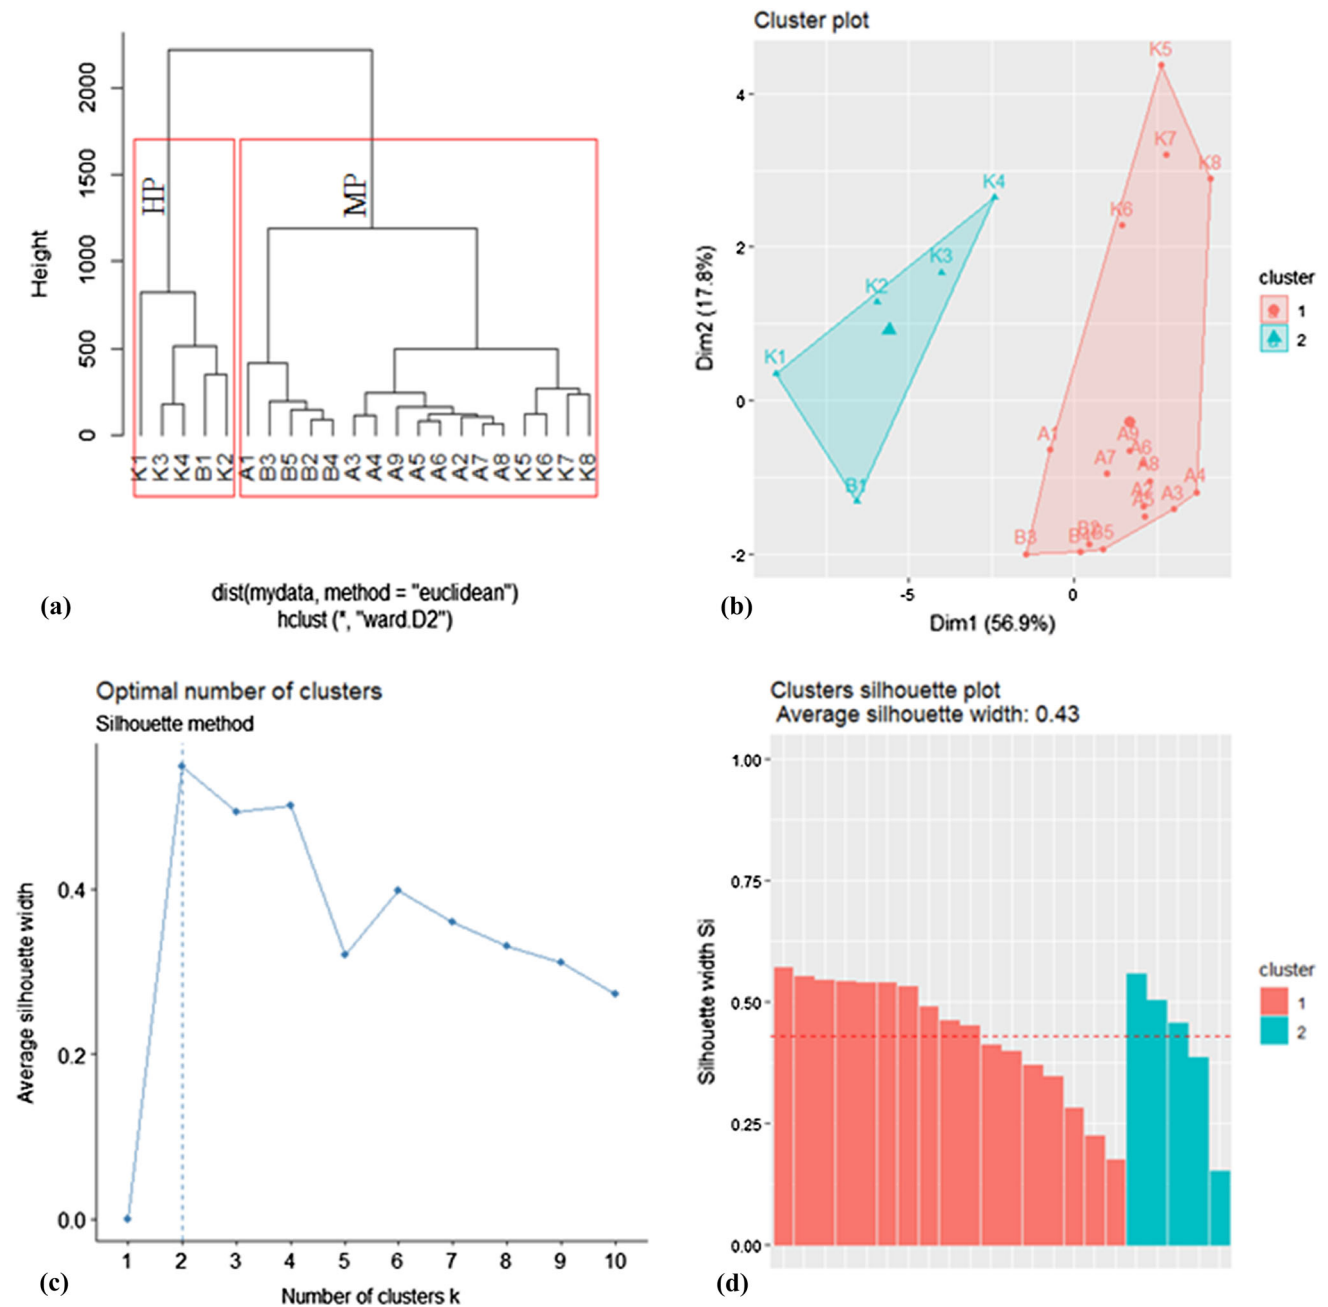 2000
1500
1000
500
0
Height
HP
MP
K1
K3
K4
B1
K2
A1
B3
B5
B2
B4
A3
A4
A9
A5
A6
A2
A7
A8
K5
K6
K7
K8
dist(mydata, method = "euclidean")
hclust (*, "ward.D2")
(a)
Cluster plot
Dim2 (17.8%)
4
2
0
-2
K5
K7
K8
K6
K4
K3
K2
K1
B1
A1
A9
A6
A7
A8
A4
A2
A3
A5
B3
B2
B5
-5
0
Dim1 (56.9%)
cluster
1
2
(b)
Optimal number of clusters
Silhouette method
Average silhouette width
0.4
0.2
0.0
1 2 3 4 5 6 7 8 9 10
Number of clusters k
(c)
Clusters silhouette plot
Average silhouette width: 0.43
Silhouette width Si
1.00
0.75
0.50
0.25
0.00
cluster
1
2
(d)